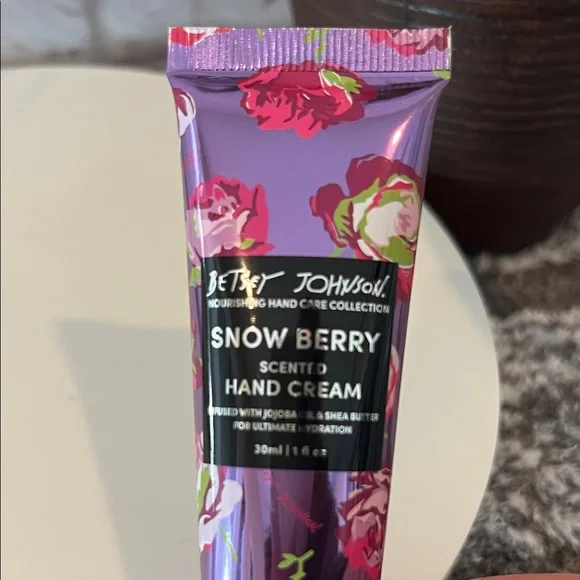 BETSEY JOHNSON.
NOURISHING HAND CARE COLLECTION
SNOW BERRY
SCENTED
HAND CREAM
INFUSED WITH JOJOBA OIL & SHEA BUTTER
FOR ULTIMATE HYDRATION
30ml | 1 fl oz